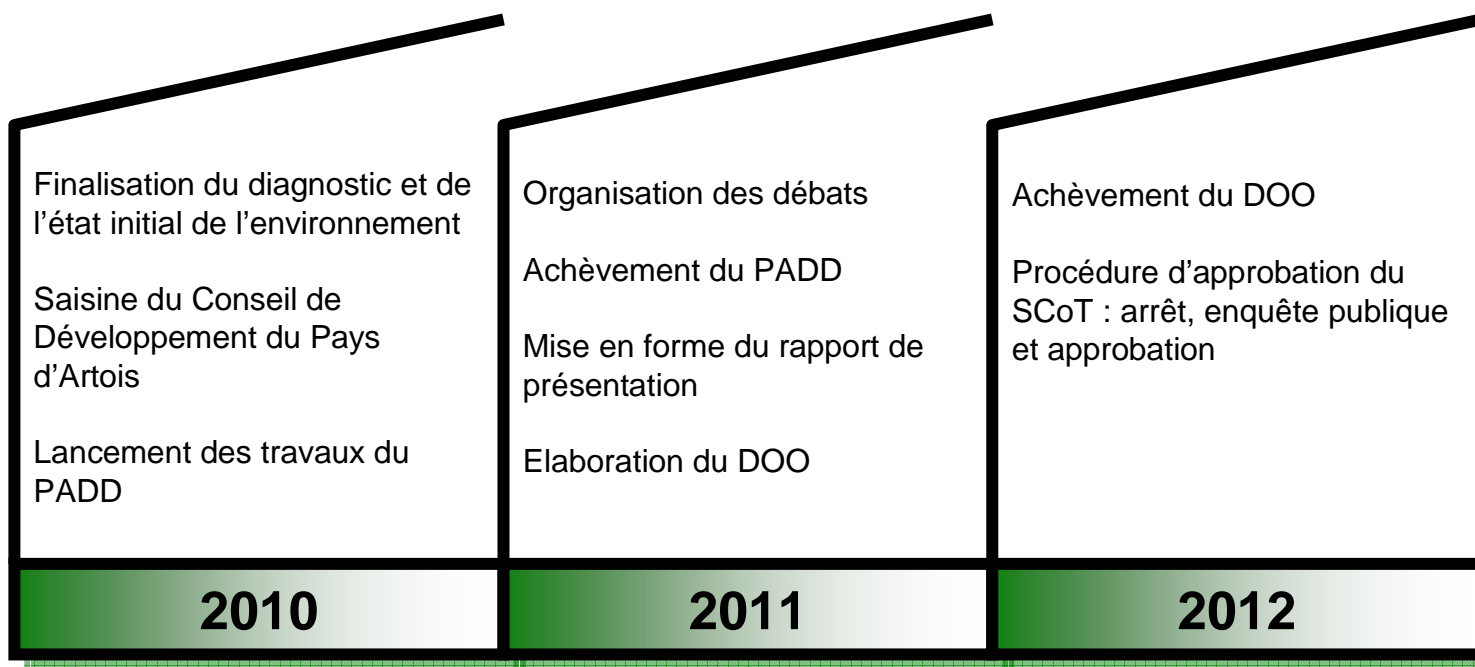 Finalisation du diagnostic et de
l’état initial de l’environnement
Saisine du Conseil de
Développement du Pays
d’Artois
Lancement des travaux du
PADD
2010
Organisation des débats
Achèvement du PADD
Mise en forme du rapport de
présentation
Elaboration du DOO
2011
Achèvement du DOO
Procédure d’approbation du
SCoT : arrêt, enquête publique
et approbation
2012